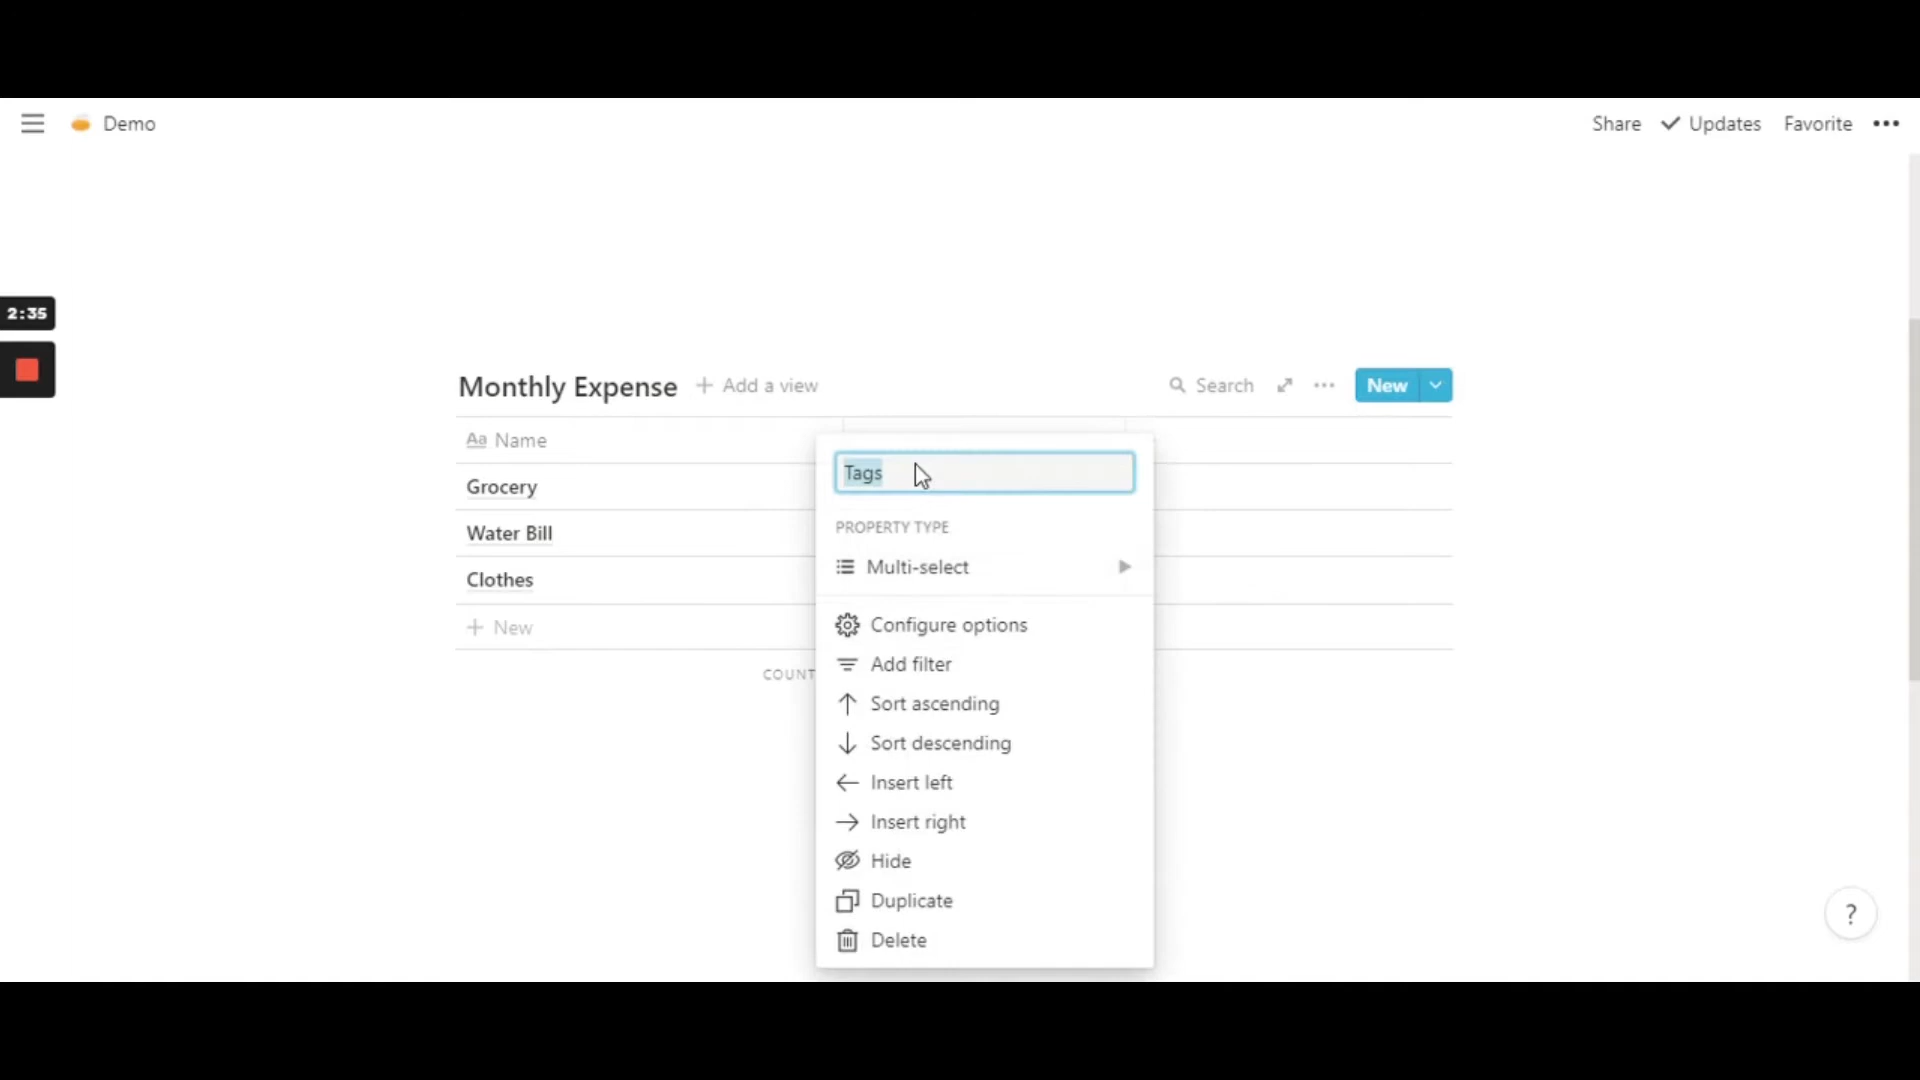 Demo
Share Updates Favorite
2:35
Monthly Expense Add a view Search New
Aa Name
Tags
Grocery
PROPERTY TYPE
Water Bill
Multi-select
Clothes
Configure options
New
Add filter
COUNT
Sort ascending
Sort descending
Insert left
Insert right
Hide
Duplicate
Delete
?